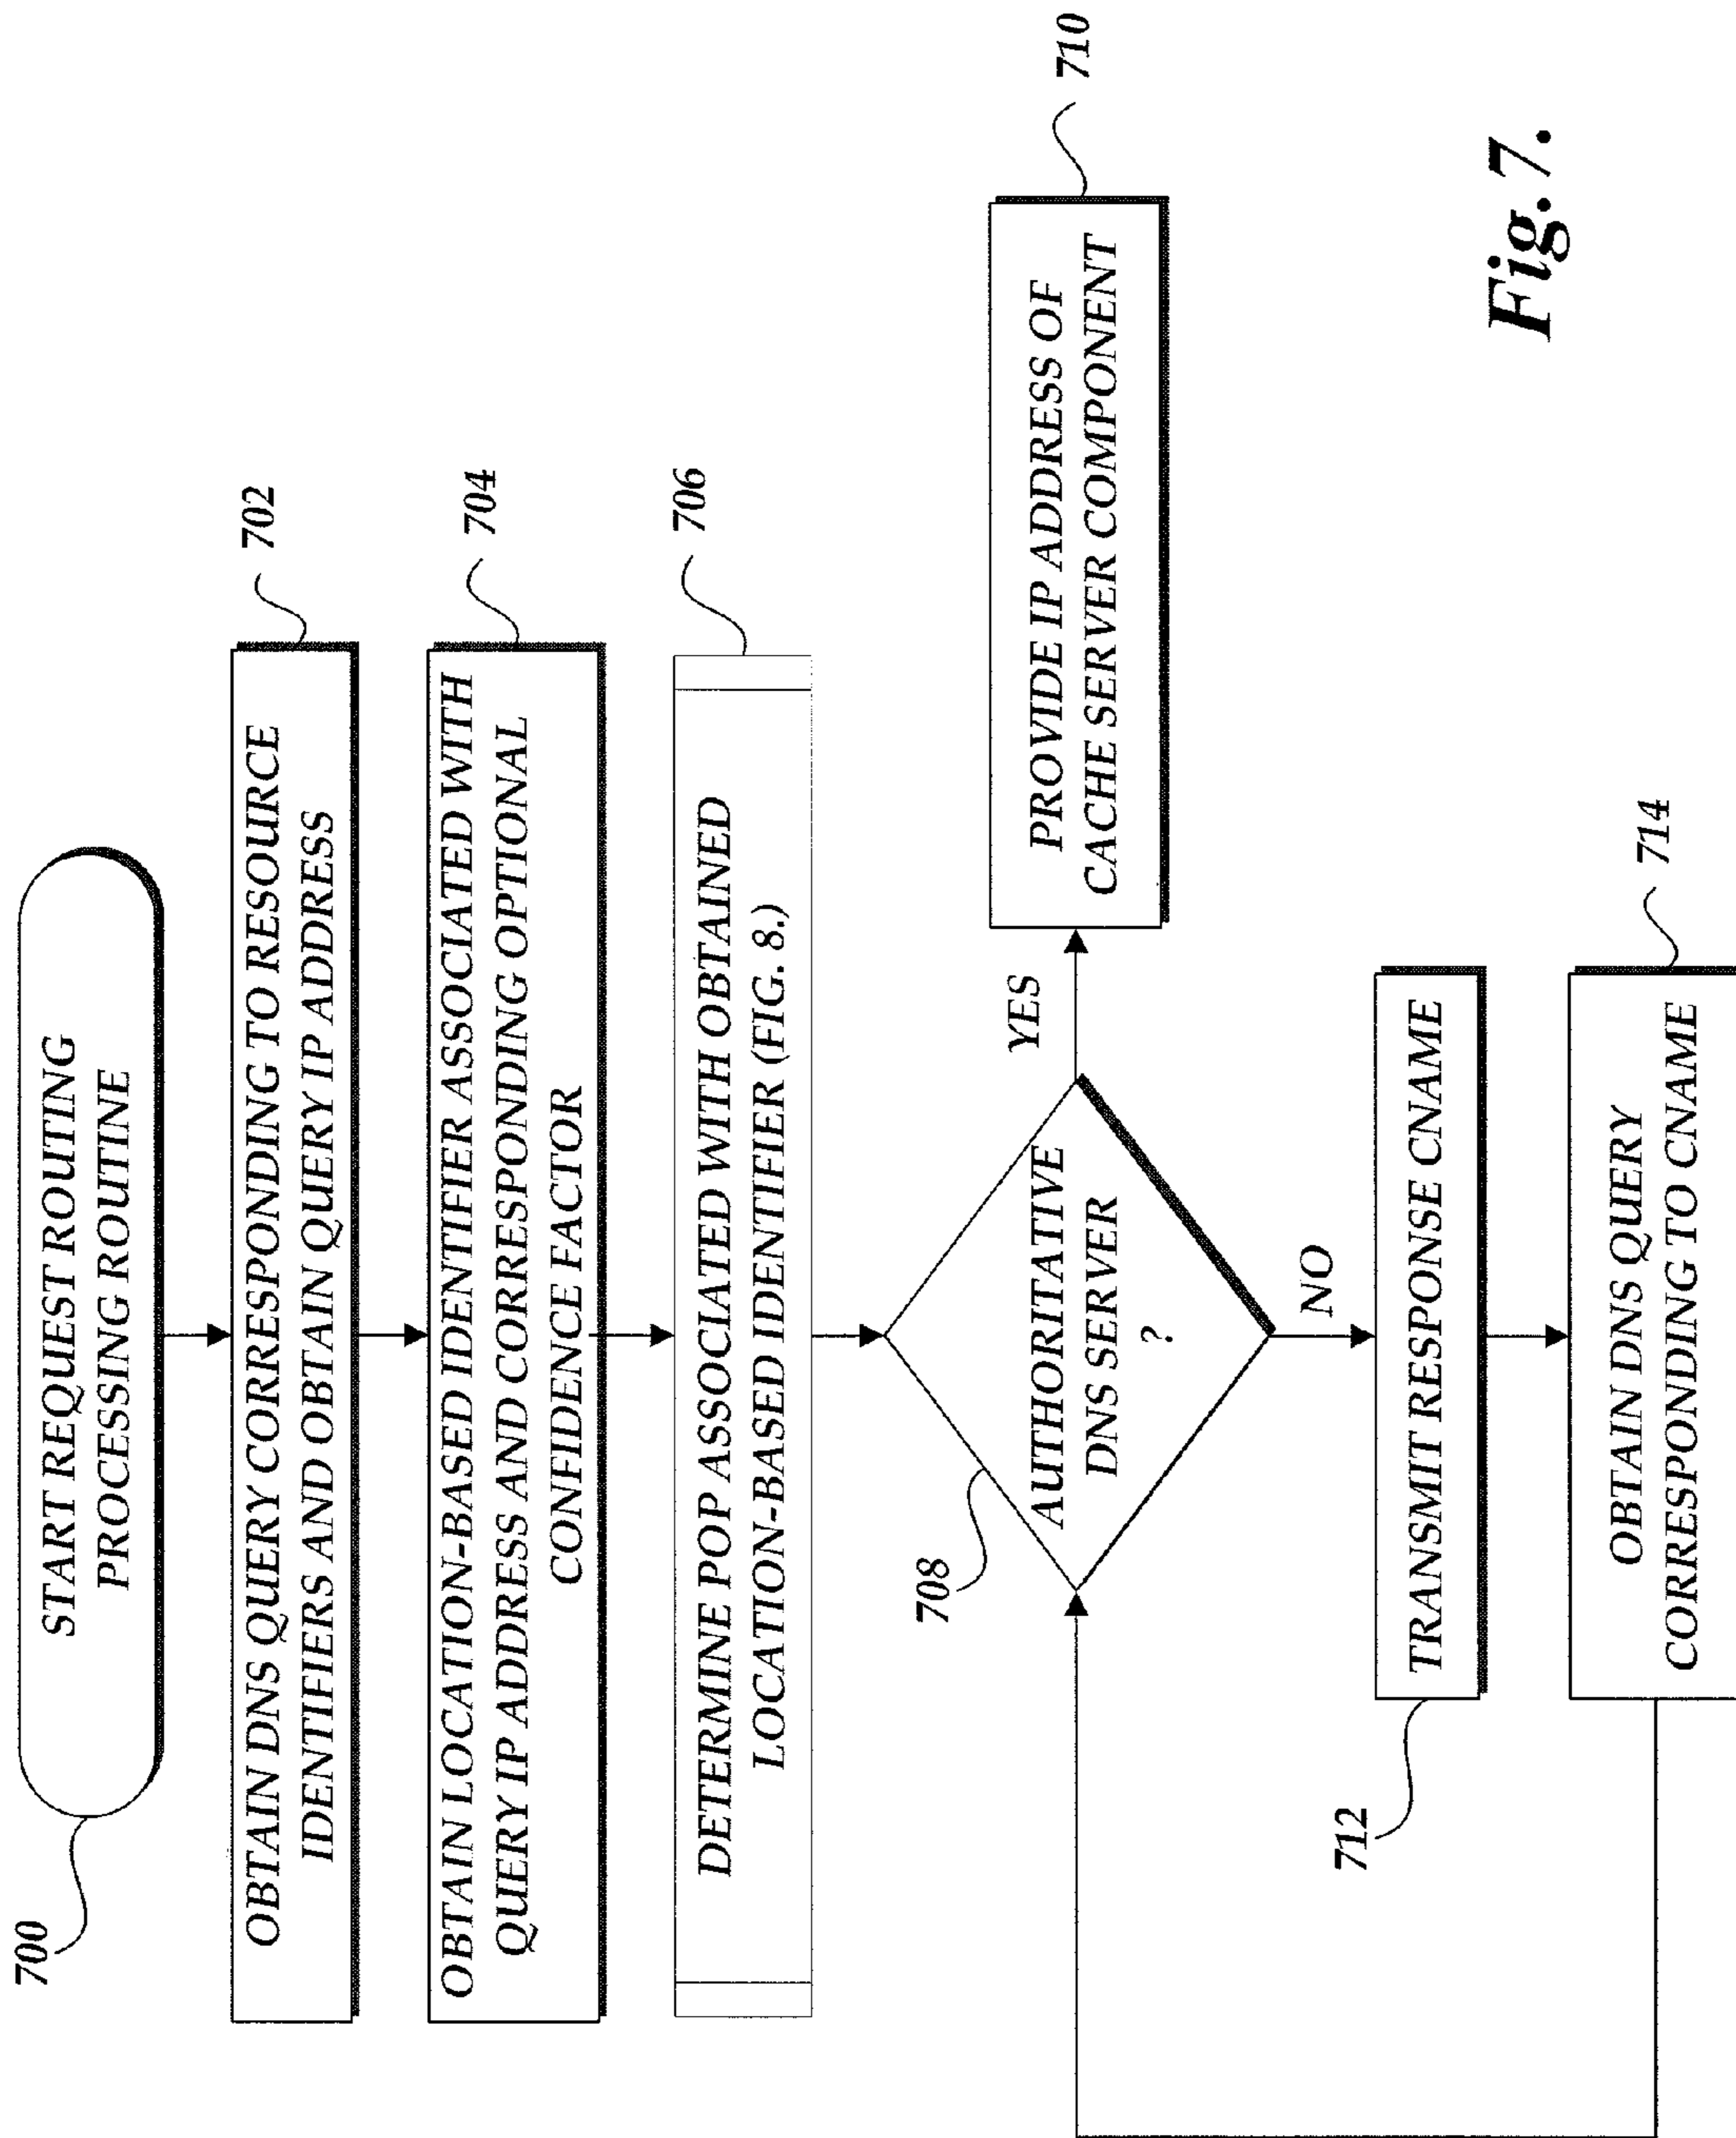 700
START REQUEST ROUTING
PROCESSING ROUTINE
702
OBTAIN DNS QUERY CORRESPONDING TO RESOURCE
IDENTIFIERS AND OBTAIN QUERY IP ADDRESS
704
OBTAIN LOCATION-BASED IDENTIFIER ASSOCIATED WITH
QUERY IP ADDRESS AND CORRESPONDING OPTIONAL
CONFIDENCE FACTOR
706
DETERMINE POP ASSOCIATED WITH OBTAINED
LOCATION-BASED IDENTIFIER (FIG. 8.)
708
AUTHORITATIVE
DNS SERVER
?
YES
710
PROVIDE IP ADDRESS OF
CACHE SERVER COMPONENT
NO
712
TRANSMIT RESPONSE CNAME
714
OBTAIN DNS QUERY
CORRESPONDING TO CNAME
Fig. 7.